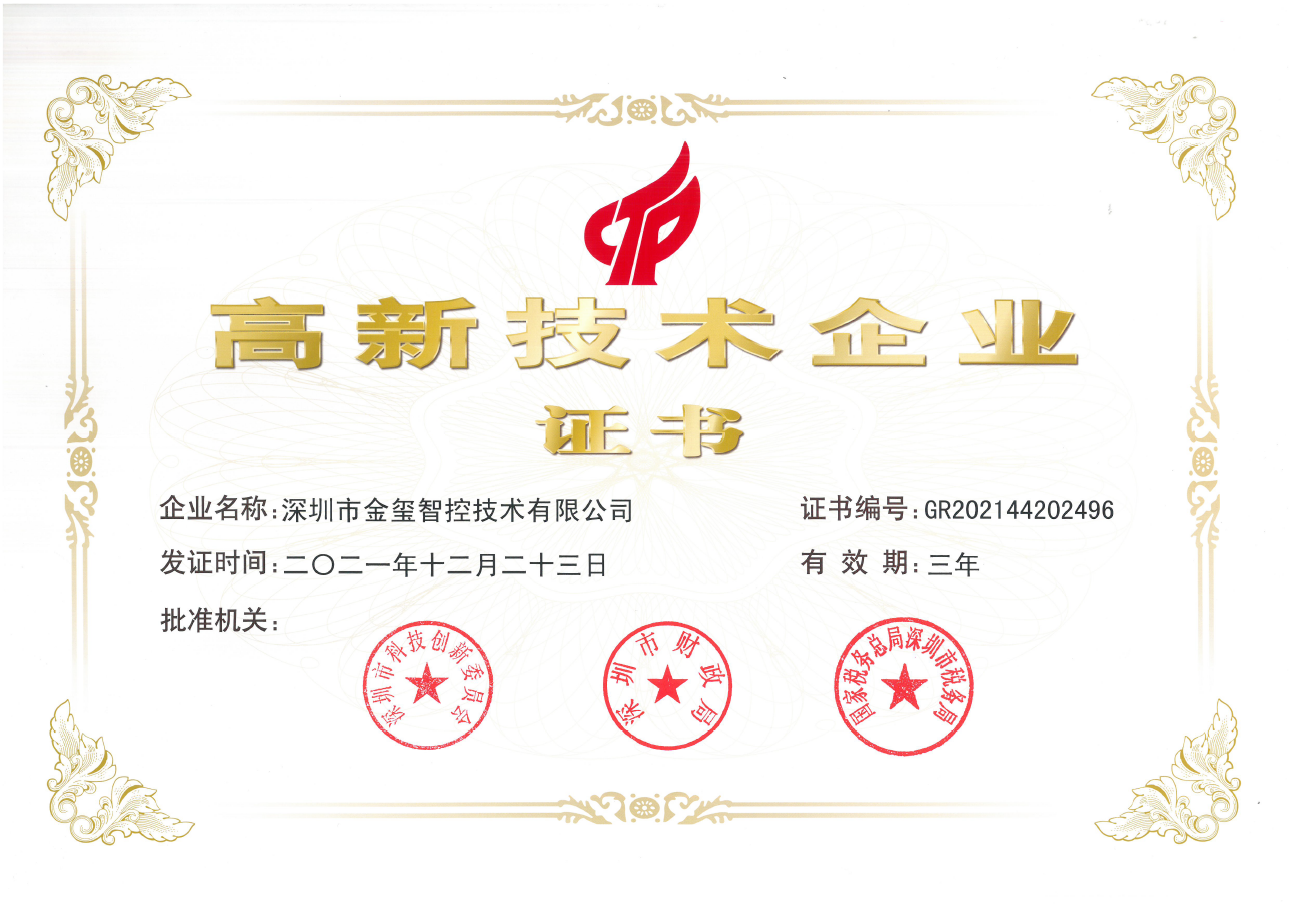 高新技术企业
证书
企业名称:深圳市金玺智控技术有限公司 证书编号:GR202144202496
发证时间:二〇二一年十二月二十三日 有效期:三年
批准机关:
深圳市科技创新委员会
深圳市财政局
国家税务总局深圳市税务局